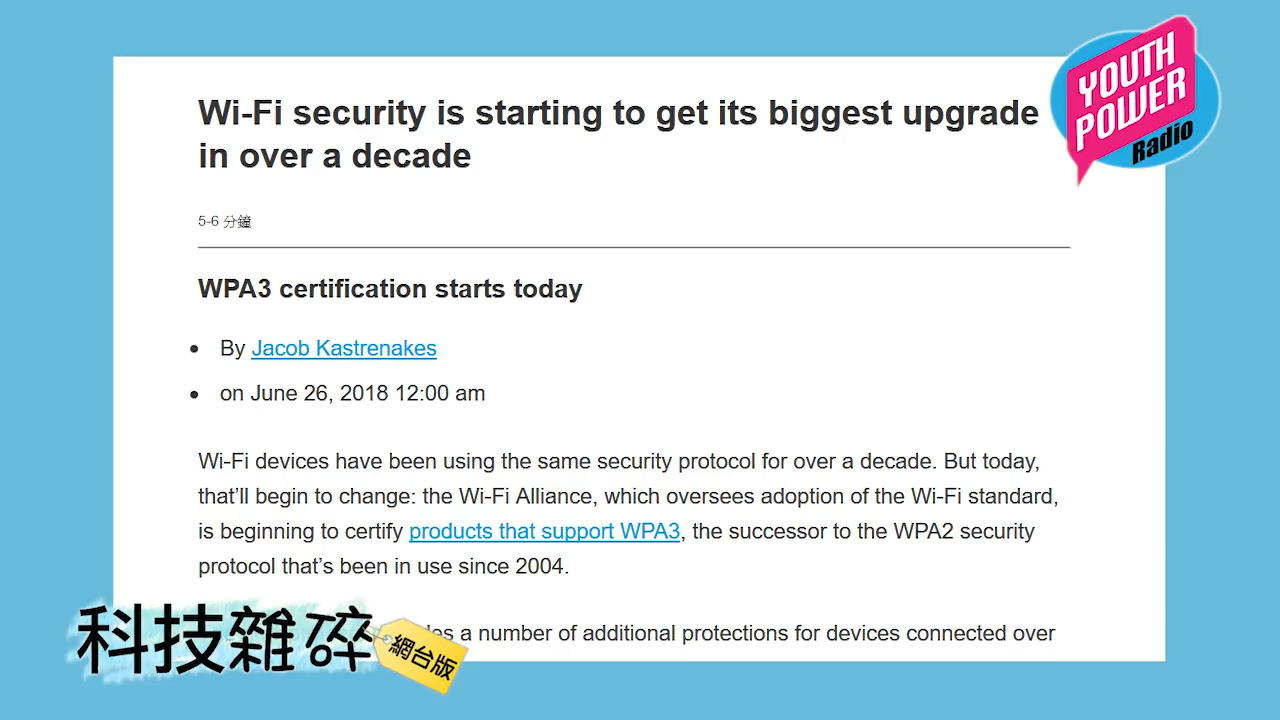 Wi-Fi security is starting to get its biggest upgrade
in over a decade
YOUTH
POWER
Radio
5-6 分鐘
WPA3 certification starts today
By Jacob Kastrenakes
on June 26, 2018 12:00 am
Wi-Fi devices have been using the same security protocol for over a decade. But today,
that’ll begin to change: the Wi-Fi Alliance, which oversees adoption of the Wi-Fi standard,
is beginning to certify products that support WPA3, the successor to the WPA2 security
protocol that’s been in use since 2004.
a number of additional protections for devices connected over
科技雜碎
網台版